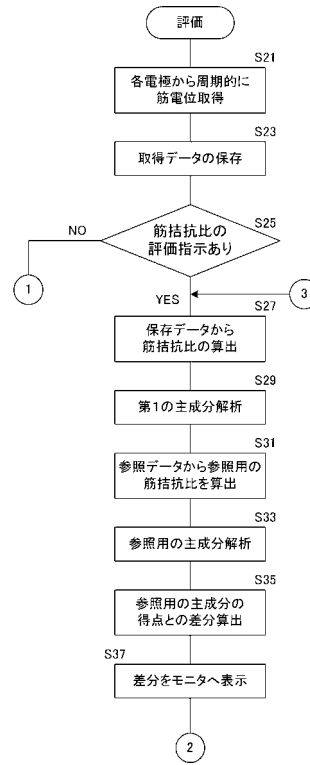 評価
S21
各電極から周期的に
筋電位取得
S23
取得データの保存
S25
筋拮抗比の
評価指示あり
NO
1
YES
3
S27
保存データから
筋拮抗比の算出
S29
第1の主成分解析
S31
参照データから参照用の
筋拮抗比を算出
S33
参照用の主成分解析
S35
参照用の主成分の
得点との差分算出
S37
差分をモニタへ表示
2